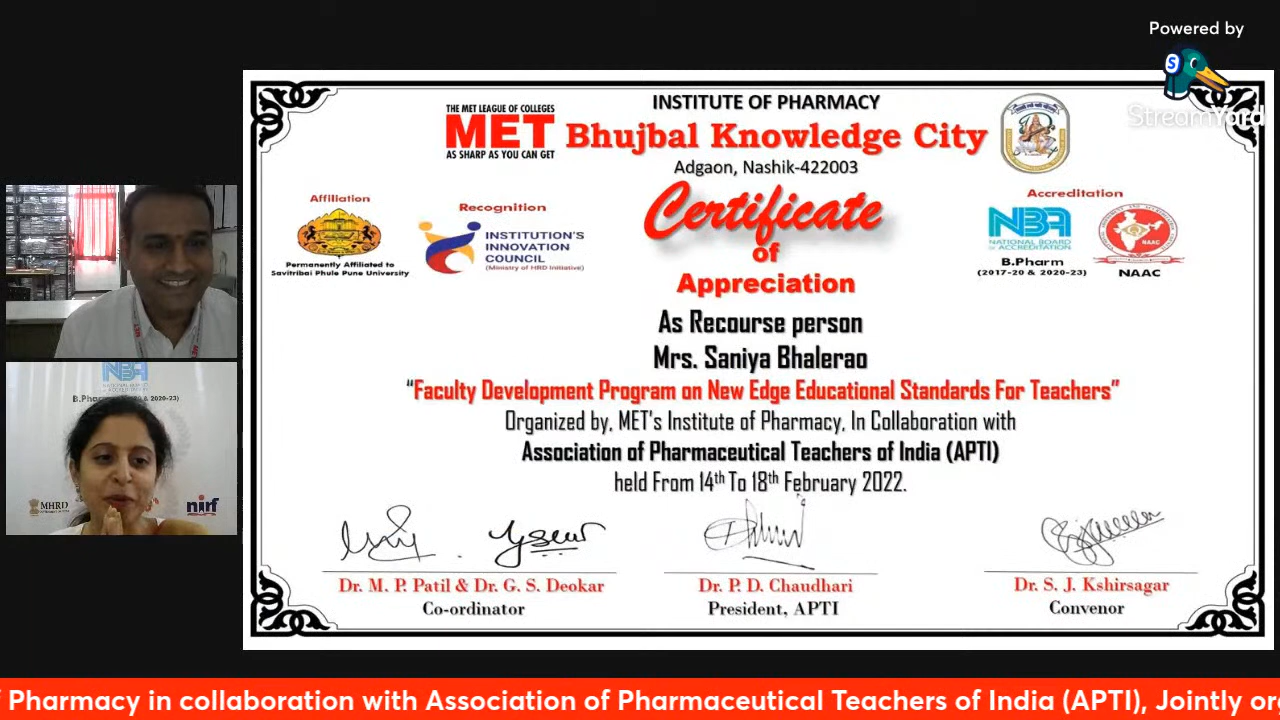 Powered by
StreamYard
THE MET LEAGUE OF COLLEGES
MET
AS SHARP AS YOU CAN GET
INSTITUTE OF PHARMACY
Bhujbal Knowledge City
Adgaon, Nashik-422003
Affiliation
Permanently Affiliated to
Savitribai Phule Pune University
Recognition
INSTITUTION'S
INNOVATION
COUNCIL
(Ministry of HRD Initiative)
Certificate
of
Appreciation
Accreditation
NBA
NATIONAL BOARD
OF ACCREDITATION
B.Pharm
(2017-20 & 2020-23)
NAAC
NAAC
As Recourse person
Mrs. Saniya Bhalerao
"Faculty Development Program on New Edge Educational Standards For Teachers"
Organized by, MET's Institute of Pharmacy, In Collaboration with
Association of Pharmaceutical Teachers of India (APTI)
held From 14th To 18th February 2022.
Dr. M. P. Patil & Dr. G. S. Deokar
Co-ordinator
Dr. P. D. Chaudhari
President, APTI
Dr. S. J. Kshirsagar
Convenor
NBA
B.Pharm
& 2020-23)
MHRD
nirf
Pharmacy in collaboration with Association of Pharmaceutical Teachers of India (APTI), Jointly org